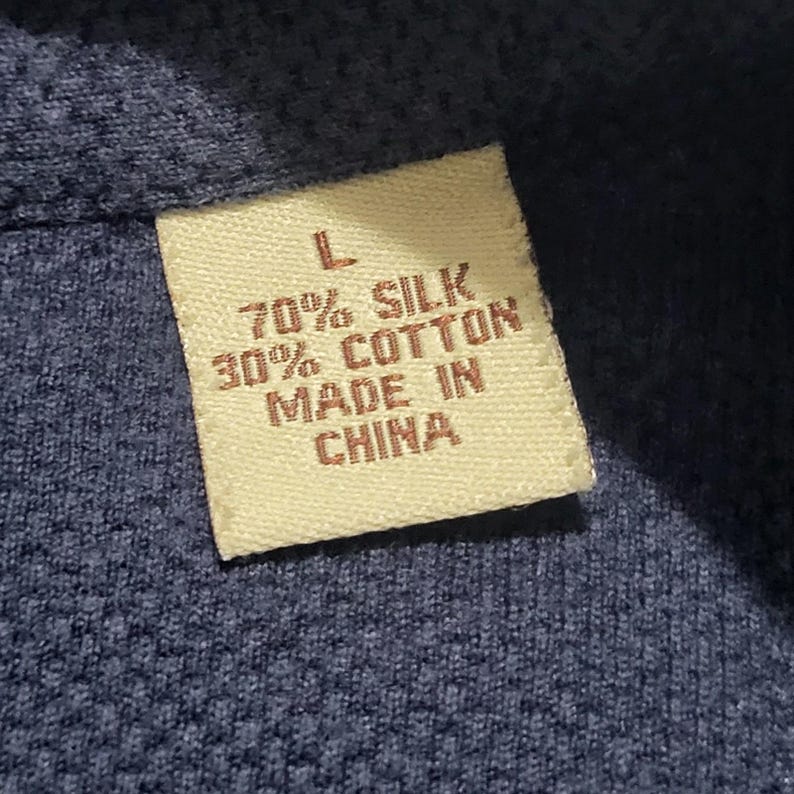 L
70% SILK
30% COTTON
MADE IN
CHINA